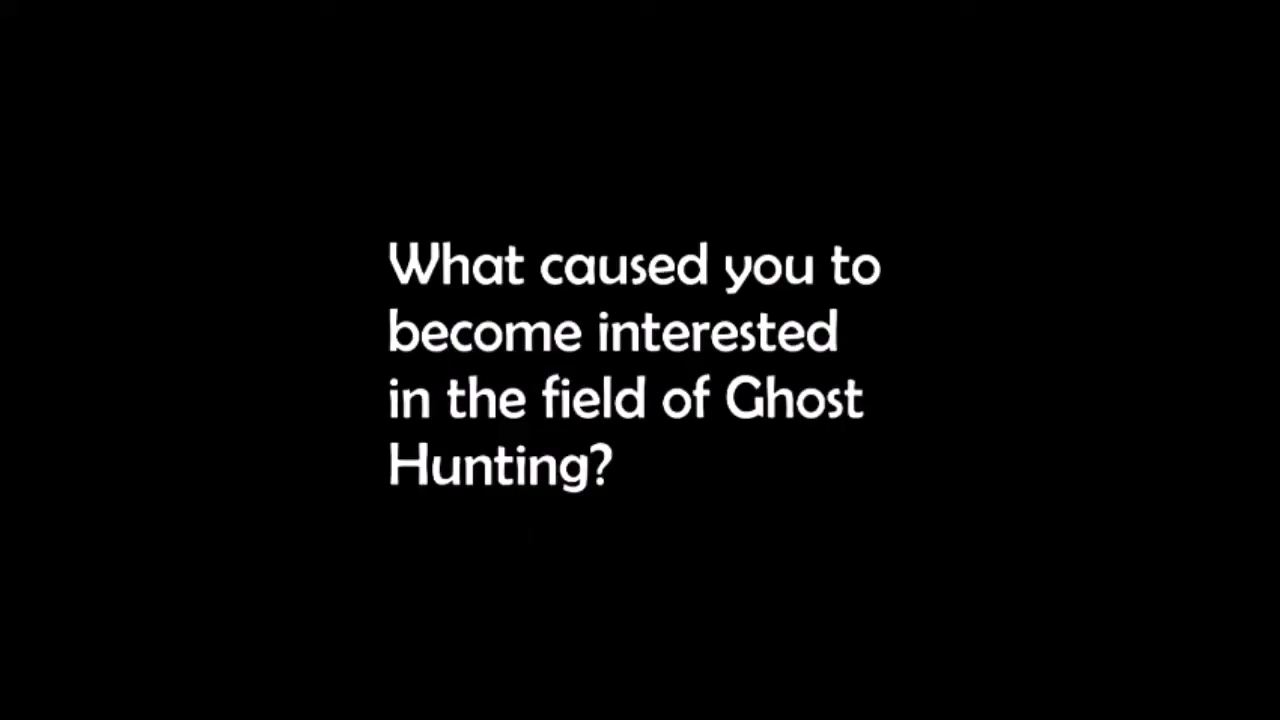 What caused you to
become interested
in the field of Ghost
Hunting?